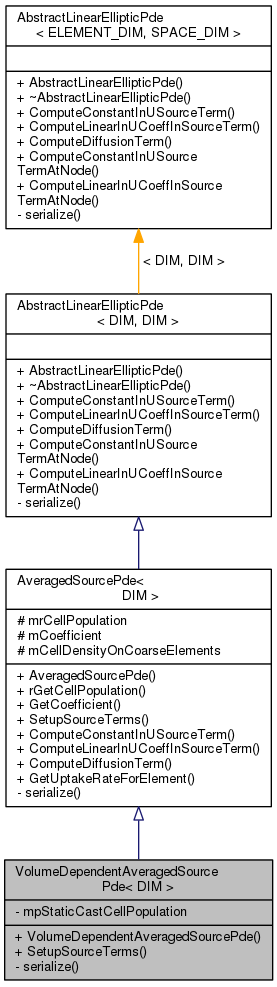 AbstractLinearEllipticPde
< ELEMENT_DIM, SPACE_DIM >
+ AbstractLinearEllipticPde()
+ ~AbstractLinearEllipticPde()
+ ComputeConstantInUSourceTerm()
+ ComputeLinearInUCoeffInSourceTerm()
+ ComputeDiffusionTerm()
+ ComputeConstantInUSource
TermAtNode()
+ ComputeLinearInUCoeffInSource
TermAtNode()
- serialize()
< DIM, DIM >
AbstractLinearEllipticPde
< DIM, DIM >
+ AbstractLinearEllipticPde()
+ ~AbstractLinearEllipticPde()
+ ComputeConstantInUSourceTerm()
+ ComputeLinearInUCoeffInSourceTerm()
+ ComputeDiffusionTerm()
+ ComputeConstantInUSource
TermAtNode()
+ ComputeLinearInUCoeffInSource
TermAtNode()
- serialize()
AveragedSourcePde<
DIM >
# mrCellPopulation
# mCoefficient
# mCellDensityOnCoarseElements
+ AveragedSourcePde()
+ rGetCellPopulation()
+ GetCoefficient()
+ SetupSourceTerms()
+ ComputeConstantInUSourceTerm()
+ ComputeLinearInUCoeffInSourceTerm()
+ ComputeDiffusionTerm()
+ GetUptakeRateForElement()
- serialize()
VolumeDependentAveragedSource
Pde< DIM >
- mpStaticCastCellPopulation
+ VolumeDependentAveragedSourcePde()
+ SetupSourceTerms()
- serialize()